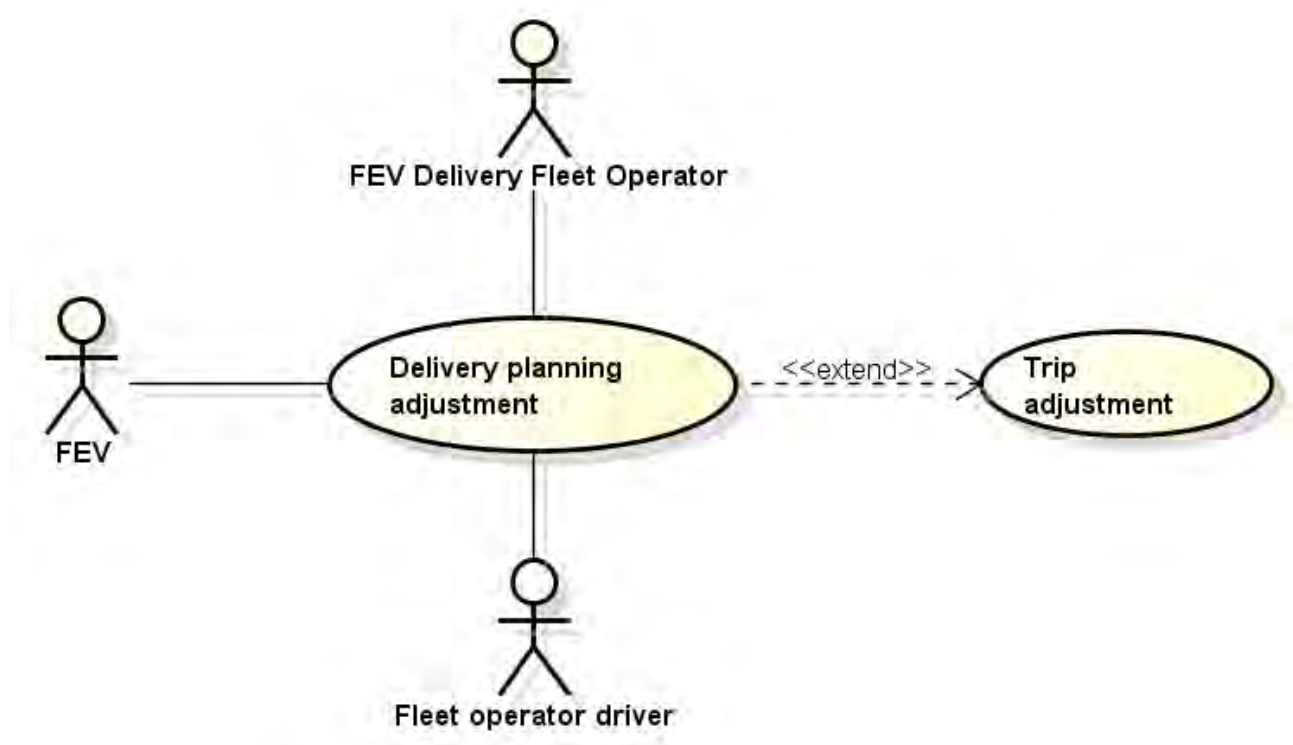 FEV Delivery Fleet Operator
FEV
Delivery planning
adjustment
<<extend>>
Trip
adjustment
Fleet operator driver